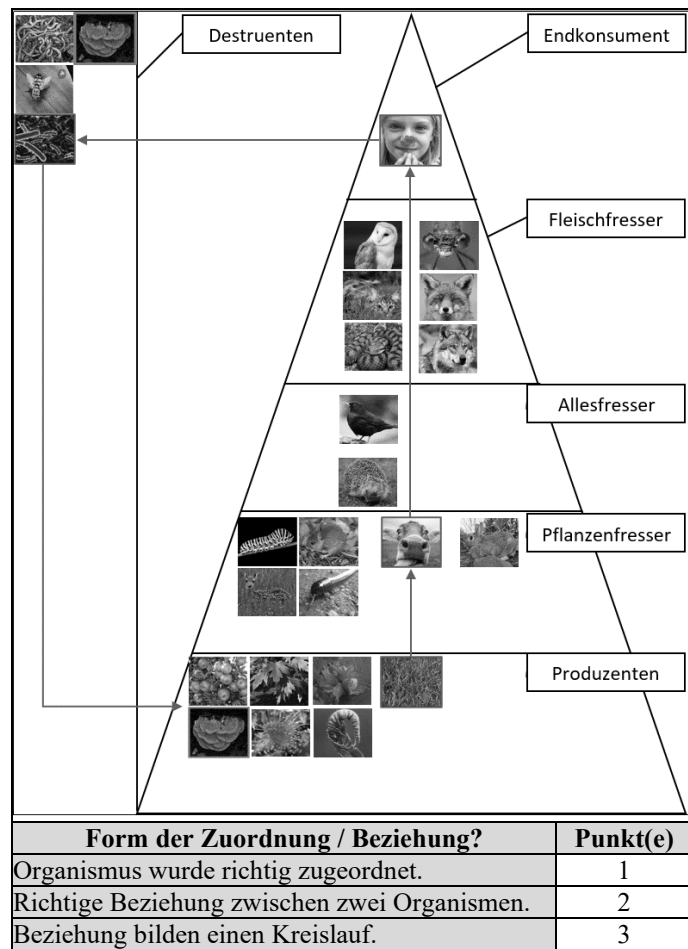 Destruenten
Endkonsument
Fleischfresser
Allesfresser
Pflanzenfresser
Produzenten
Form der Zuordnung / Beziehung?
Punkt(e)
Organismus wurde richtig zugeordnet.
1
Richtige Beziehung zwischen zwei Organismen.
2
Beziehung bilden einen Kreislauf.
3